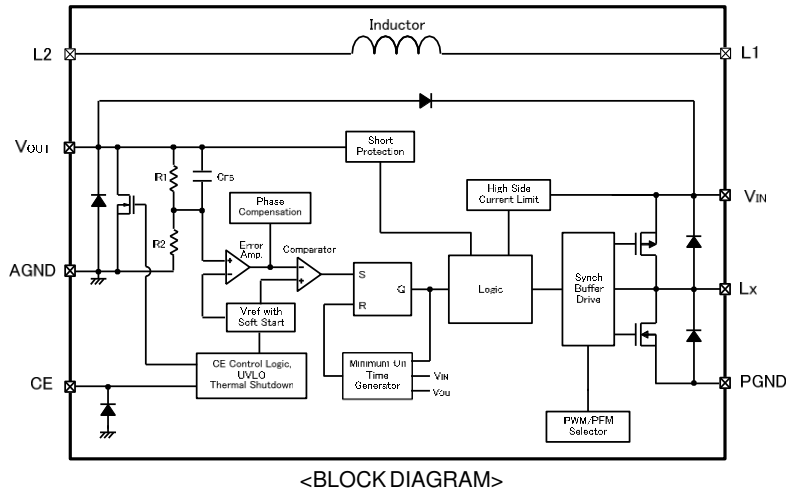 Inductor
L2
L1
VOUT
Short
Protection
R1
CFB
High Side
Current Limit
VIN
Phase
Compensation
R2
Error
Amp.
Comparator
AGND
S
Q
R
Logic
Synch
Buffer
Drive
Lx
Vref with
Soft Start
CE Control Logic,
UVLO
Thermal Shutdown
Minimum On
Time
Generator
VIN
CE
PGND
PWM/PFM
Selector
<BLOCK DIAGRAM>